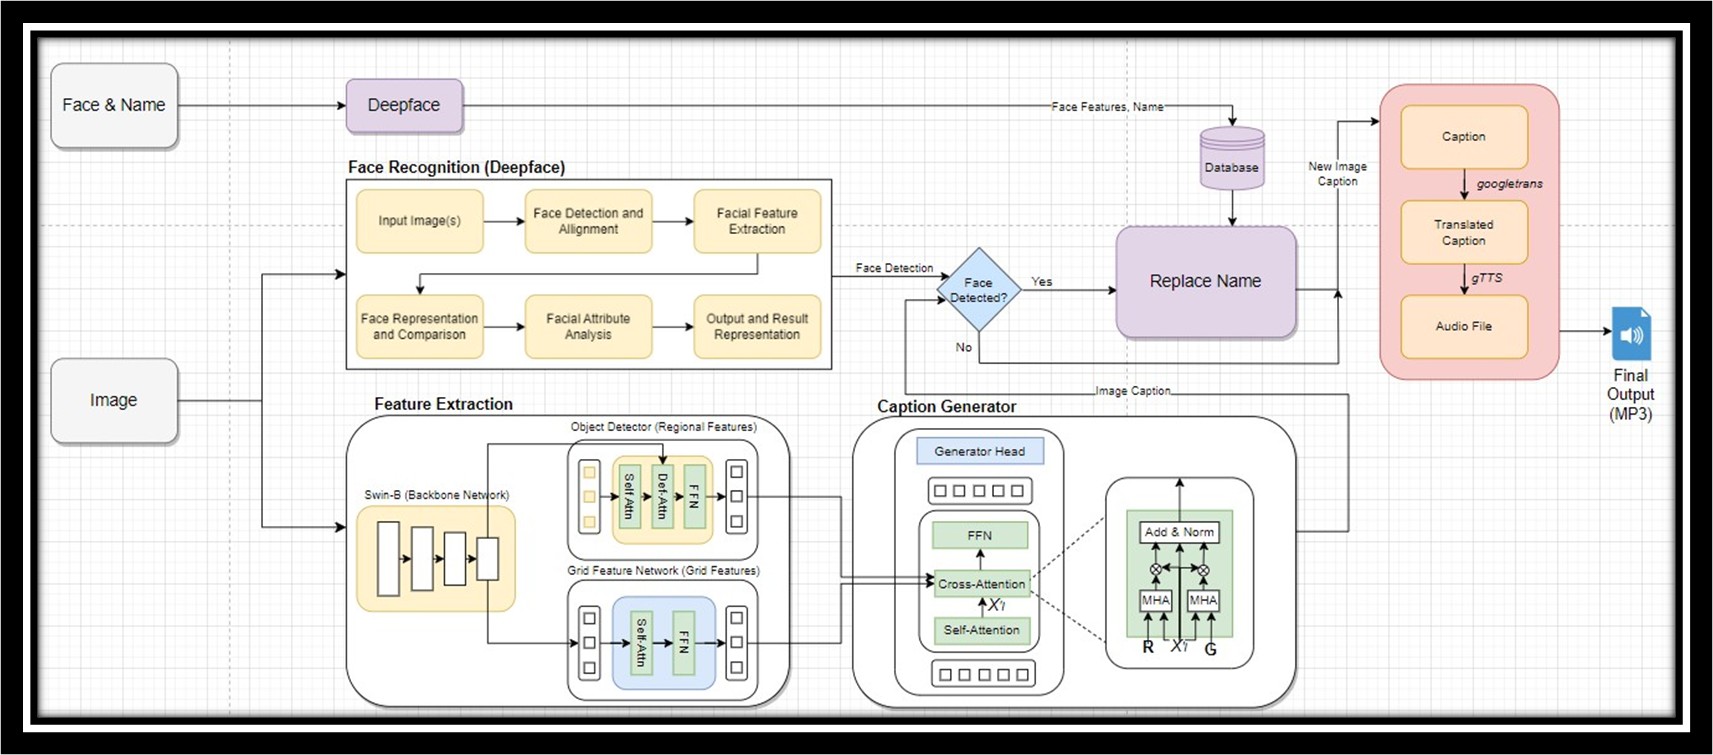 Face & Name
Deepface
Face Features, Name
Database
Face Recognition (Deepface)
Input Image(s)
Face Detection and
Allignment
Facial Feature
Extraction
Face Representation
and Comparison
Facial Attribute
Analysis
Output and Result
Representation
Face Detection
Face
Detected?
Yes
No
Replace Name
New Image
Caption
Caption
googletrans
Translated
Caption
gTTS
Audio File
Final
Output
(MP3)
Image
Image Caption
Feature Extraction
Swin-B (Backbone Network)
Object Detector (Regional Features)
Self Attn
Def-Attn
FFN
Grid Feature Network (Grid Features)
Self-Attn
FFN
Caption Generator
Generator Head
FFN
Cross-Attention
Self-Attention
Add & Norm
MHA
MHA
R
G